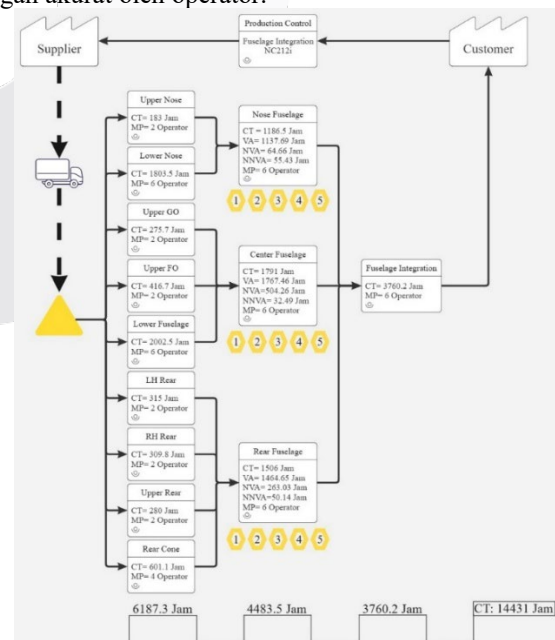 gan akurat oleh operator.
Supplier
Production Control
Fuselage Integration
NC212i
Customer
Upper Nose
CT= 183 Jam
MP= 2 Operator
Lower Nose
CT= 1803.5 Jam
MP= 6 Operator
Upper GO
CT= 275.7 Jam
MP= 2 Operator
Upper FO
CT= 416.7 Jam
MP= 2 Operator
Lower Fuselage
CT= 2002.5 Jam
MP= 6 Operator
LH Rear
CT= 315 Jam
MP= 2 Operator
RH Rear
CT= 309.8 Jam
MP= 2 Operator
Upper Rear
CT= 280 Jam
MP= 2 Operator
Rear Cone
CT= 601.1 Jam
MP= 4 Operator
Nose Fuselage
CT = 1186.5 Jam
VA= 1137.69 Jam
NVA= 64.66 Jam
NNVA= 55.43 Jam
MP= 6 Operator
1 2 3 4 5
Center Fuselage
CT= 1791 Jam
VA= 1767.46 Jam
NVA=504.26 Jam
NNVA= 32.49 Jam
MP= 6 Operator
1 2 3 4 5
Rear Fuselage
CT= 1506 Jam
VA= 1464.65 Jam
NVA= 263.03 Jam
NNVA=50.14 Jam
MP= 6 Operator
1 2 3 4 5
Fuselage Integration
CT= 3760.2 Jam
MP= 6 Operator
6187.3 Jam
4483.5 Jam
3760.2 Jam
CT: 14431 Jam